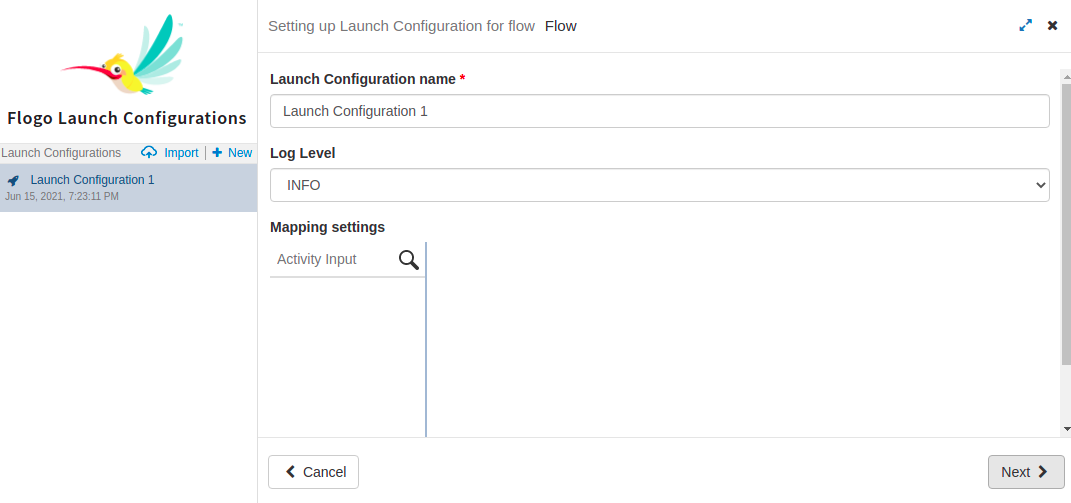 Flogo Launch Configurations
Launch Configurations Import New
Launch Configuration 1
Jun 15, 2021, 7:23:11 PM
Setting up Launch Configuration for flow Flow
Launch Configuration name *
Launch Configuration 1
Log Level
INFO
Mapping settings
Activity Input
Cancel
Next